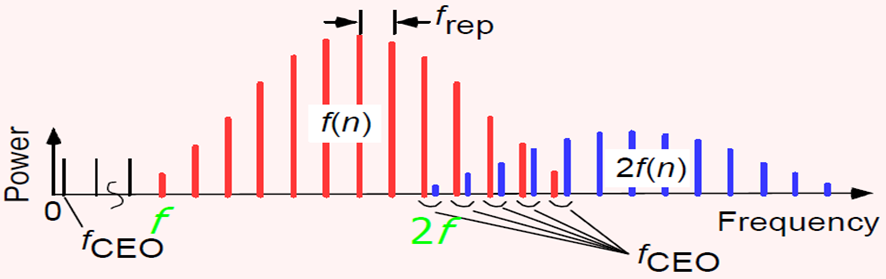 f_rep
f(n)
Power
2f(n)
0
f
2f
Frequency
f_CEO
f_CEO